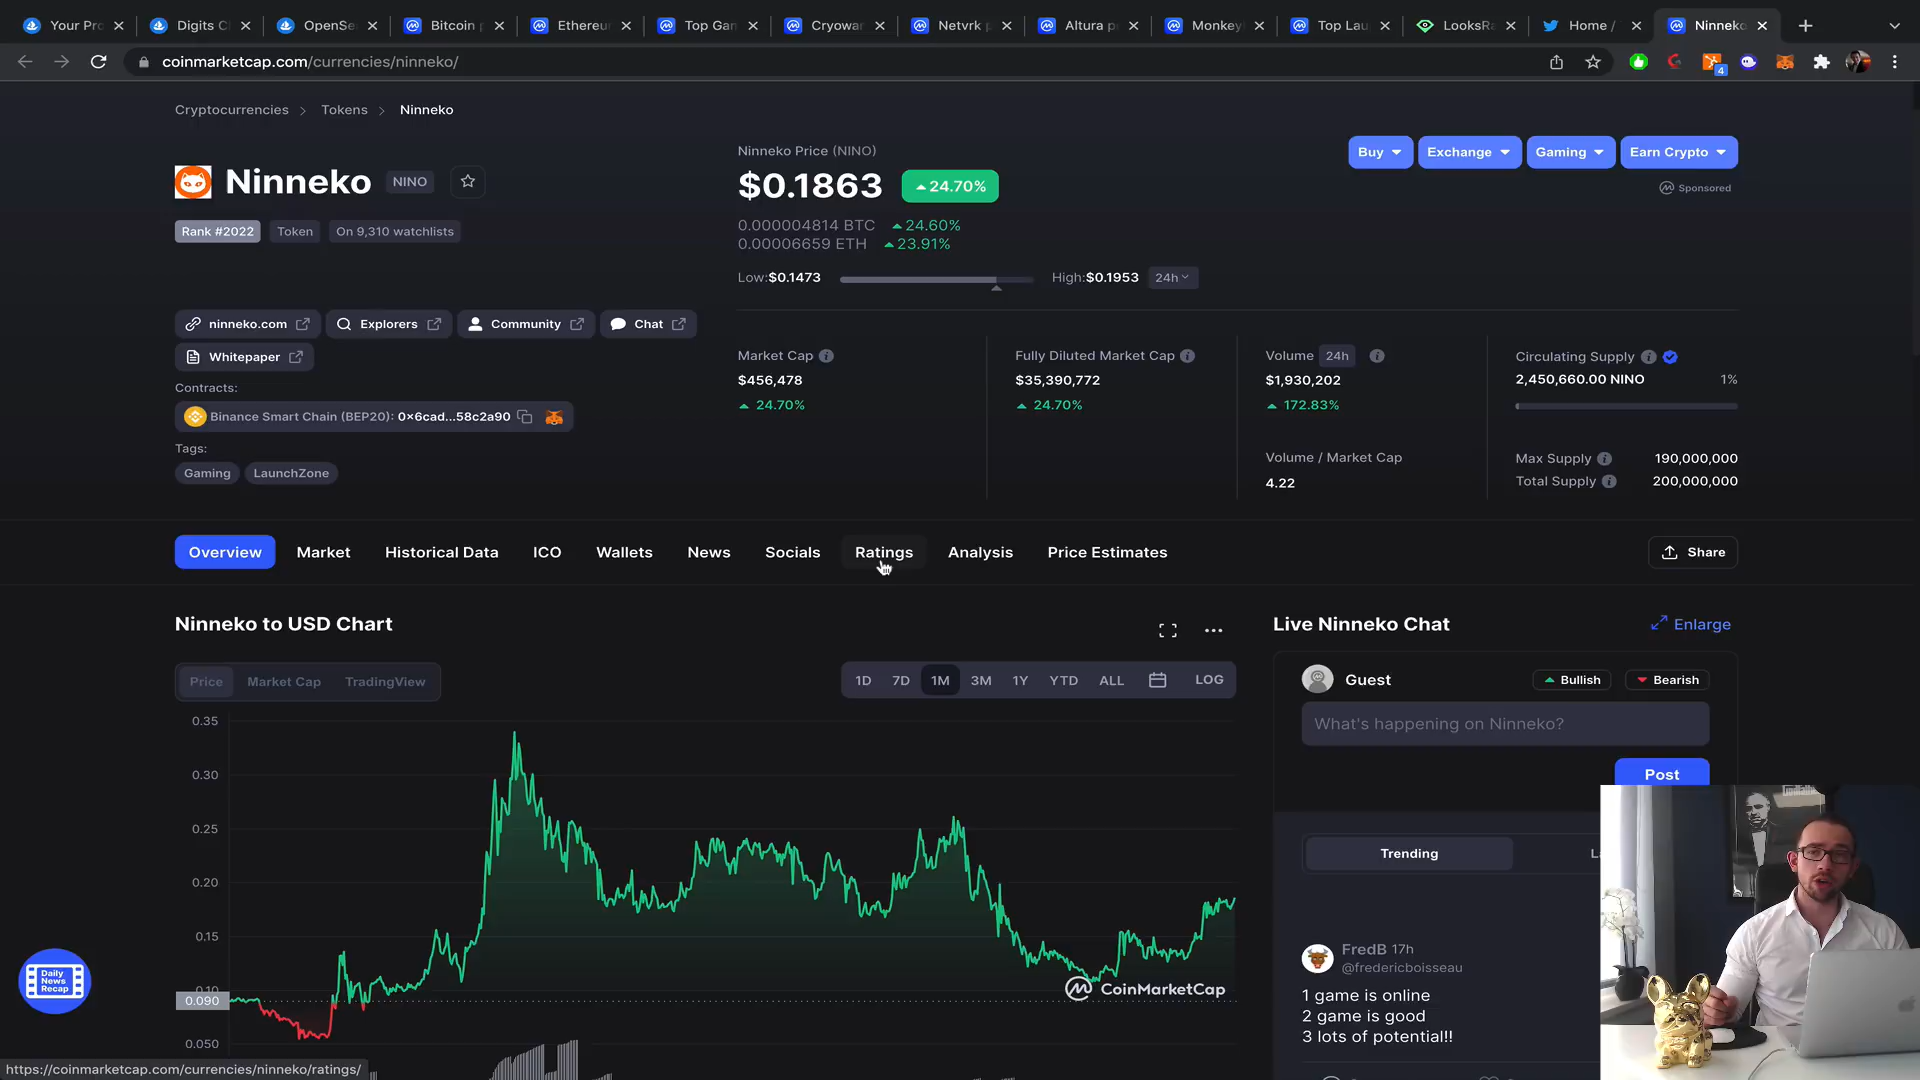 Your Pro
Digits C
OpenSe
Bitcoin p
Ethereu
Top Gan
Cryowar
Netvrk p
Altura p
Monkey
Top Lau
LooksRa
Home /
Ninneko
coinmarketcap.com/currencies/ninneko/
4
Cryptocurrencies > Tokens > Ninneko
Ninneko NINO
Rank #2022 Token On 9,310 watchlists
ninneko.com Explorers Community Chat
Whitepaper
Contracts:
Binance Smart Chain (BEP20): 0x6cad...58c2a90
Tags:
Gaming LaunchZone
Ninneko Price (NINO)
$0.1863 24.70%
0.000004814 BTC 24.60%
0.00006659 ETH 23.91%
Low:$0.1473 High:$0.1953 24h
Buy Exchange Gaming Earn Crypto
Sponsored
Market Cap
$456,478
24.70%
Fully Diluted Market Cap
$35,390,772
24.70%
Volume 24h
$1,930,202
172.83%
Volume / Market Cap
4.22
Circulating Supply
2,450,660.00 NINO 1%
Max Supply 190,000,000
Total Supply 200,000,000
Overview Market Historical Data ICO Wallets News Socials Ratings Analysis Price Estimates Share
Ninneko to USD Chart
Price Market Cap TradingView
1D 7D 1M 3M 1Y YTD ALL LOG
0.35
0.30
0.25
0.20
0.15
0.10
0.090
0.050
CoinMarketCap
Live Ninneko Chat Enlarge
Guest Bullish Bearish
What's happening on Ninneko?
Post
Trending
FredB 17h
@fredericboisseau
1 game is online
2 game is good
3 lots of potential!!
Daily
News
Recap
https://coinmarketcap.com/currencies/ninneko/ratings/